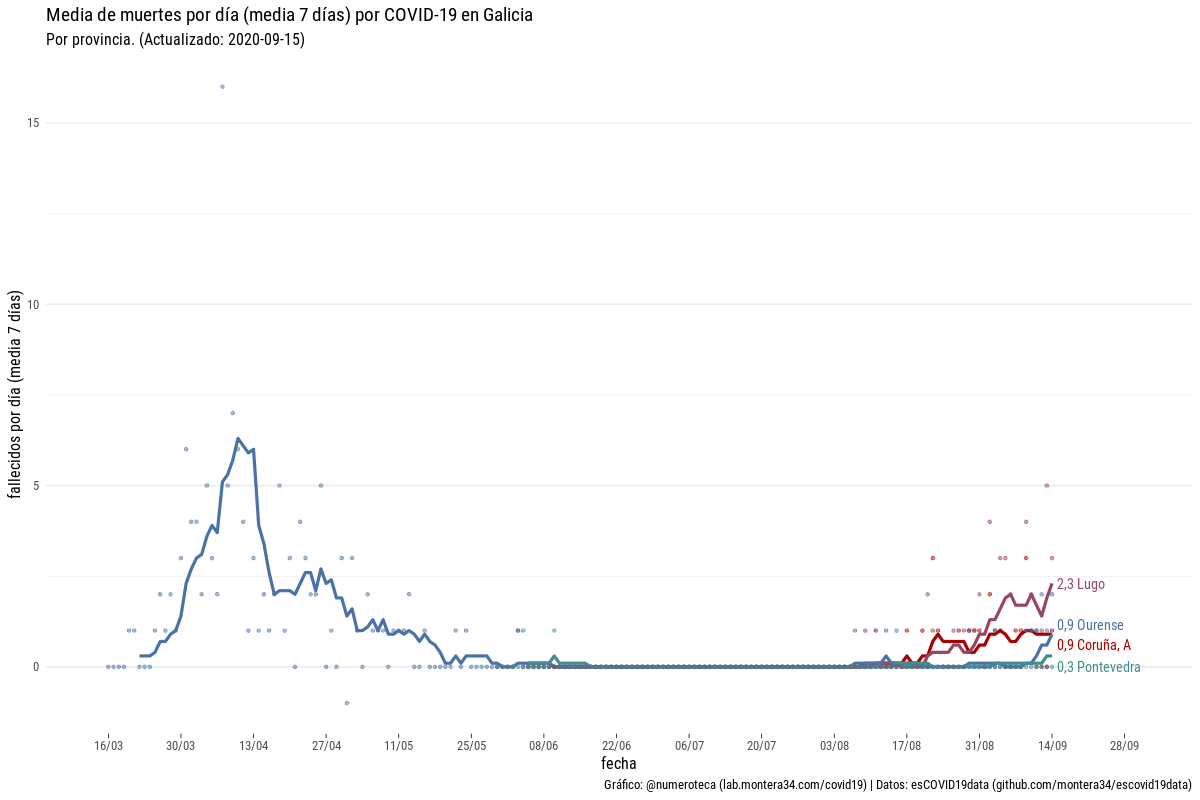 Media de muertes por día (media 7 días) por COVID-19 en Galicia
Por provincia. (Actualizado: 2020-09-15)
fallecidos por día (media 7 días)
15
10
5
0
2,3 Lugo
0,9 Ourense
0,9 Coruña, A
0,3 Pontevedra
16/03 30/03 13/04 27/04 11/05 25/05 08/06 22/06 06/07 20/07 03/08 17/08 31/08 14/09 28/09
fecha
Gráfico: @numeroteca (lab.montera34.com/covid19) | Datos: esCOVID19data (github.com/montera34/escovid19data)